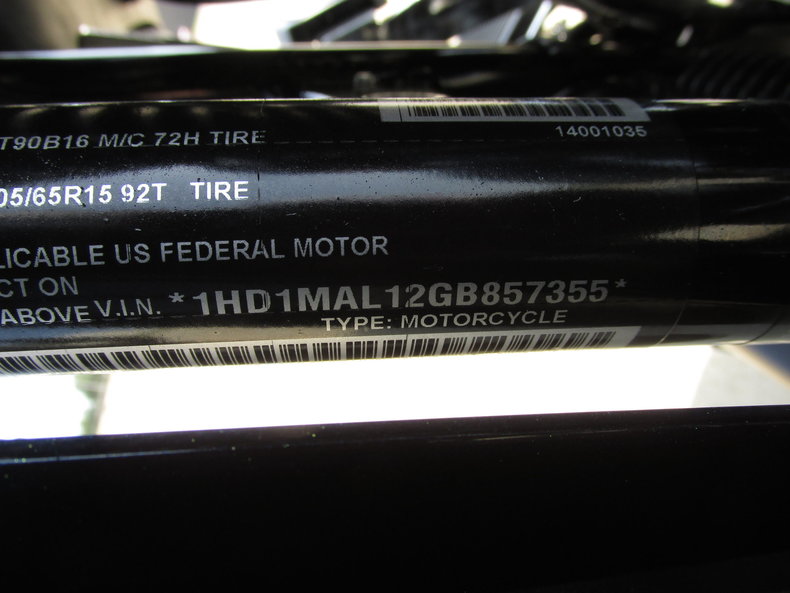 T90B16 M/C 72H TIRE
14001035
05/65R15 92T TIRE
LICABLE US FEDERAL MOTOR
CT ON
ABOVE V.I.N. *1HD1MAL12GB857355*
TYPE: MOTORCYCLE